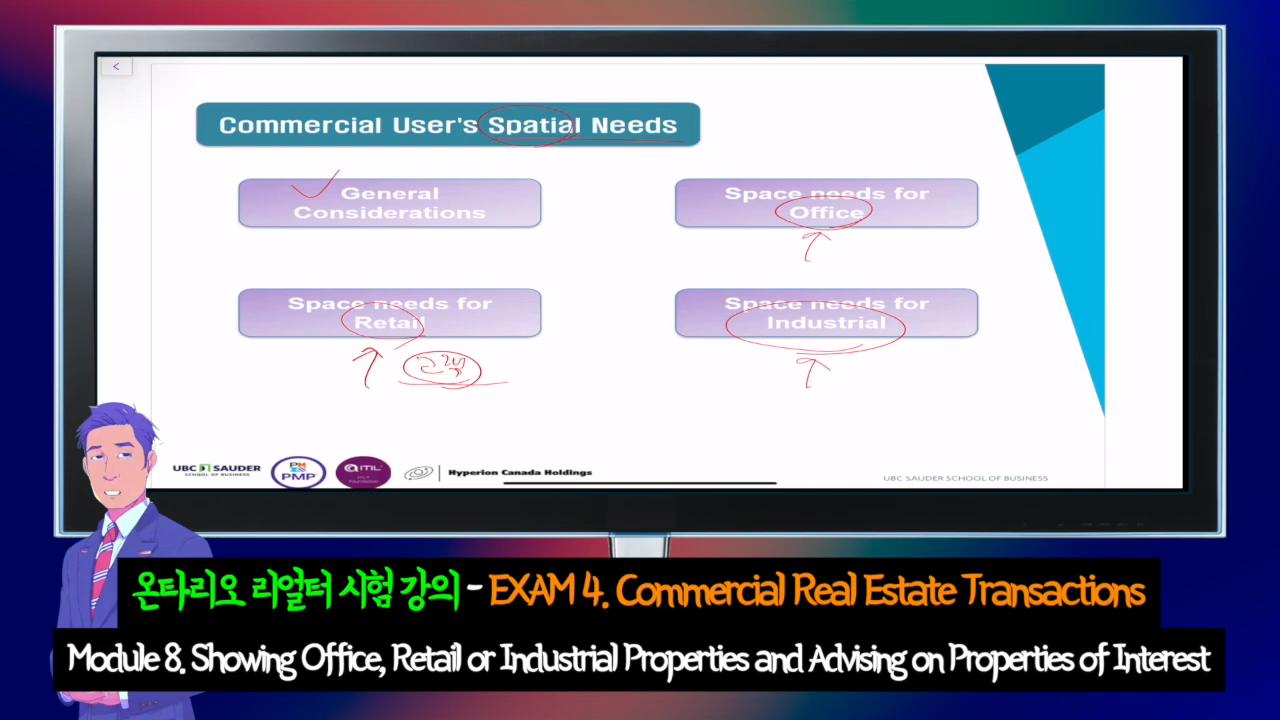 <
Commercial User's Spatial Needs
General
Considerations
Space needs for
Office
Space needs for
Retail
Space needs for
Industrial
고객
UBC SAUDER
SCHOOL OF BUSINESS
PMP
ITIL
Foundation
Hyperion Canada Holdings
UBC SAUDER SCHOOL OF BUSINESS
온타리오 리얼터 시험 강의 - EXAM 4. Commercial Real Estate Transactions
Module 8. Showing Office, Retail or Industrial Properties and Advising on Properties of Interest